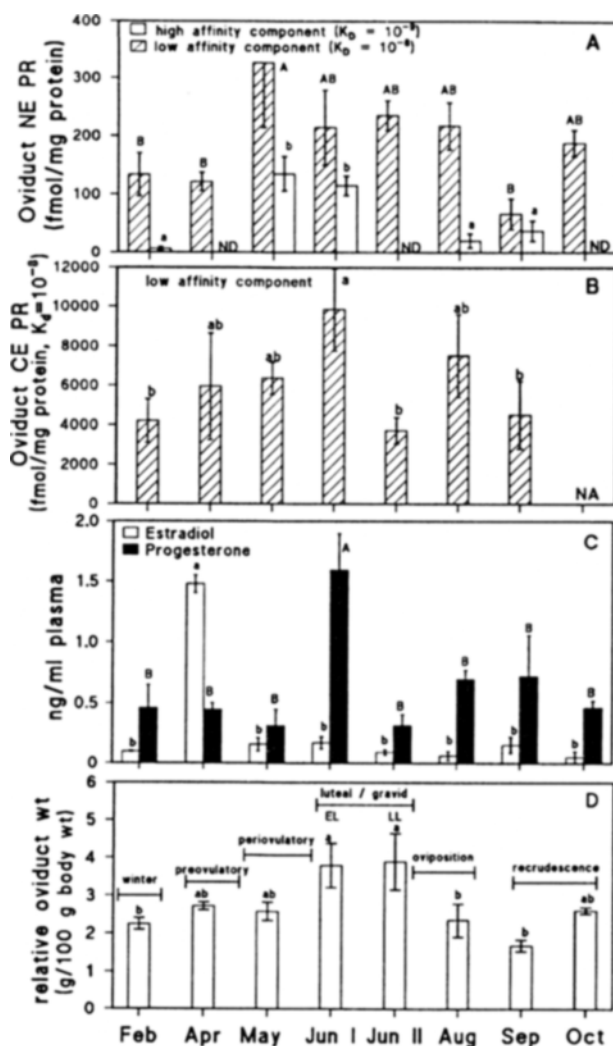 high affinity component (K_D = 10⁻⁹)
low affinity component (K_D = 10⁻⁸)
A
Oviduct NE PR
(fmol/mg protein)
400
300
200
100
0
B
a
B
ND
A
b
AB
b
AB
ND
AB
a
B
a
AB
ND
low affinity component
B
Oviduct CE PR
(fmol/mg protein, K_d=10⁻⁸)
12000
10000
8000
6000
4000
2000
0
b
ab
ab
a
b
ab
b
NA
Estradiol
Progesterone
C
ng/ml plasma
2.0
1.5
1.0
0.5
0
b
B
a
B
b
B
b
A
b
B
b
B
b
B
b
B
D
relative oviduct wt
(g/100 g body wt)
6
5
4
3
2
1
0
luteal / gravid
EL
LL
winter
preovulatory
periovulatory
oviposition
recrudescence
b
ab
ab
a
a
b
b
ab
Feb Apr May Jun I Jun II Aug Sep Oct